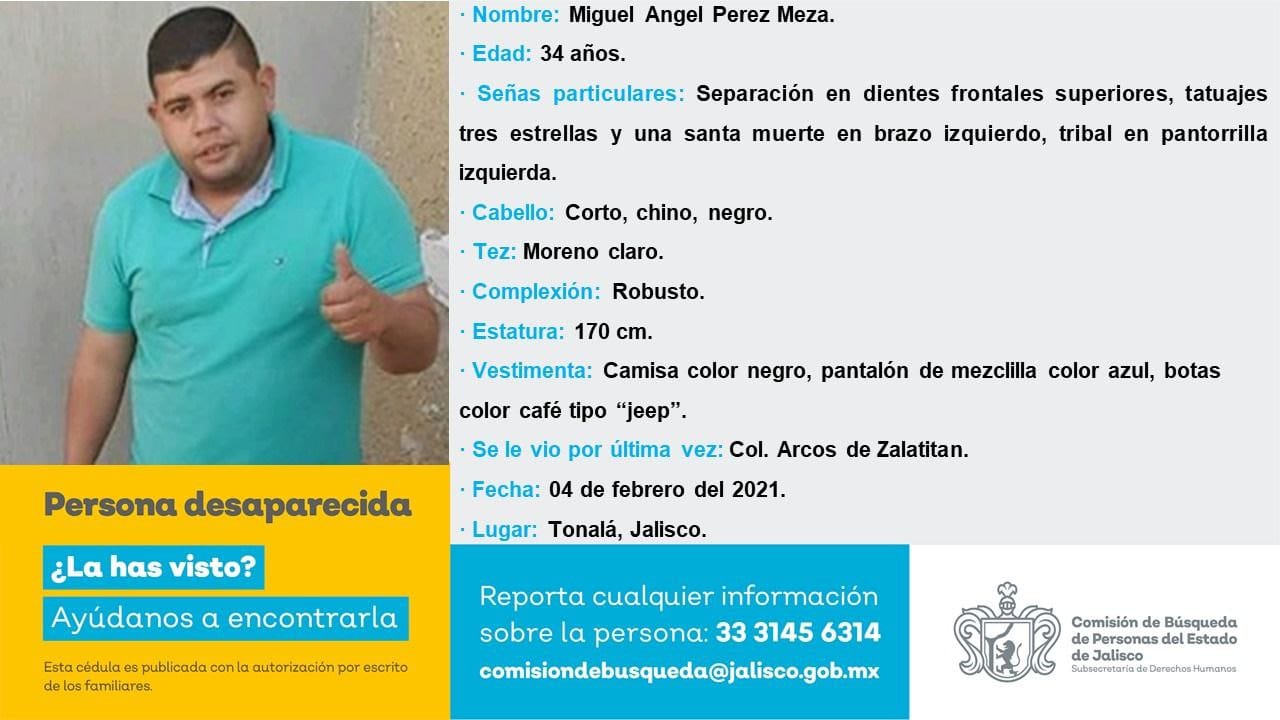 · Nombre: Miguel Angel Perez Meza.
· Edad: 34 años.
· Señas particulares: Separación en dientes frontales superiores, tatuajes
tres estrellas y una santa muerte en brazo izquierdo, tribal en pantorrilla
izquierda.
· Cabello: Corto, chino, negro.
· Tez: Moreno claro.
· Complexión: Robusto.
· Estatura: 170 cm.
· Vestimenta: Camisa color negro, pantalón de mezclilla color azul, botas
color café tipo “jeep”.
· Se le vio por última vez: Col. Arcos de Zalatitan.
· Fecha: 04 de febrero del 2021.
· Lugar: Tonalá, Jalisco.
Persona desaparecida
¿La has visto?
Ayúdanos a encontrarla
Esta cédula es publicada con la autorización por escrito
de los familiares.
Reporta cualquier información
sobre la persona: 33 3145 6314
comisiondebusqueda@jalisco.gob.mx
Comisión de Búsqueda
de Personas del Estado
de Jalisco
Subsecretaría de Derechos Humanos